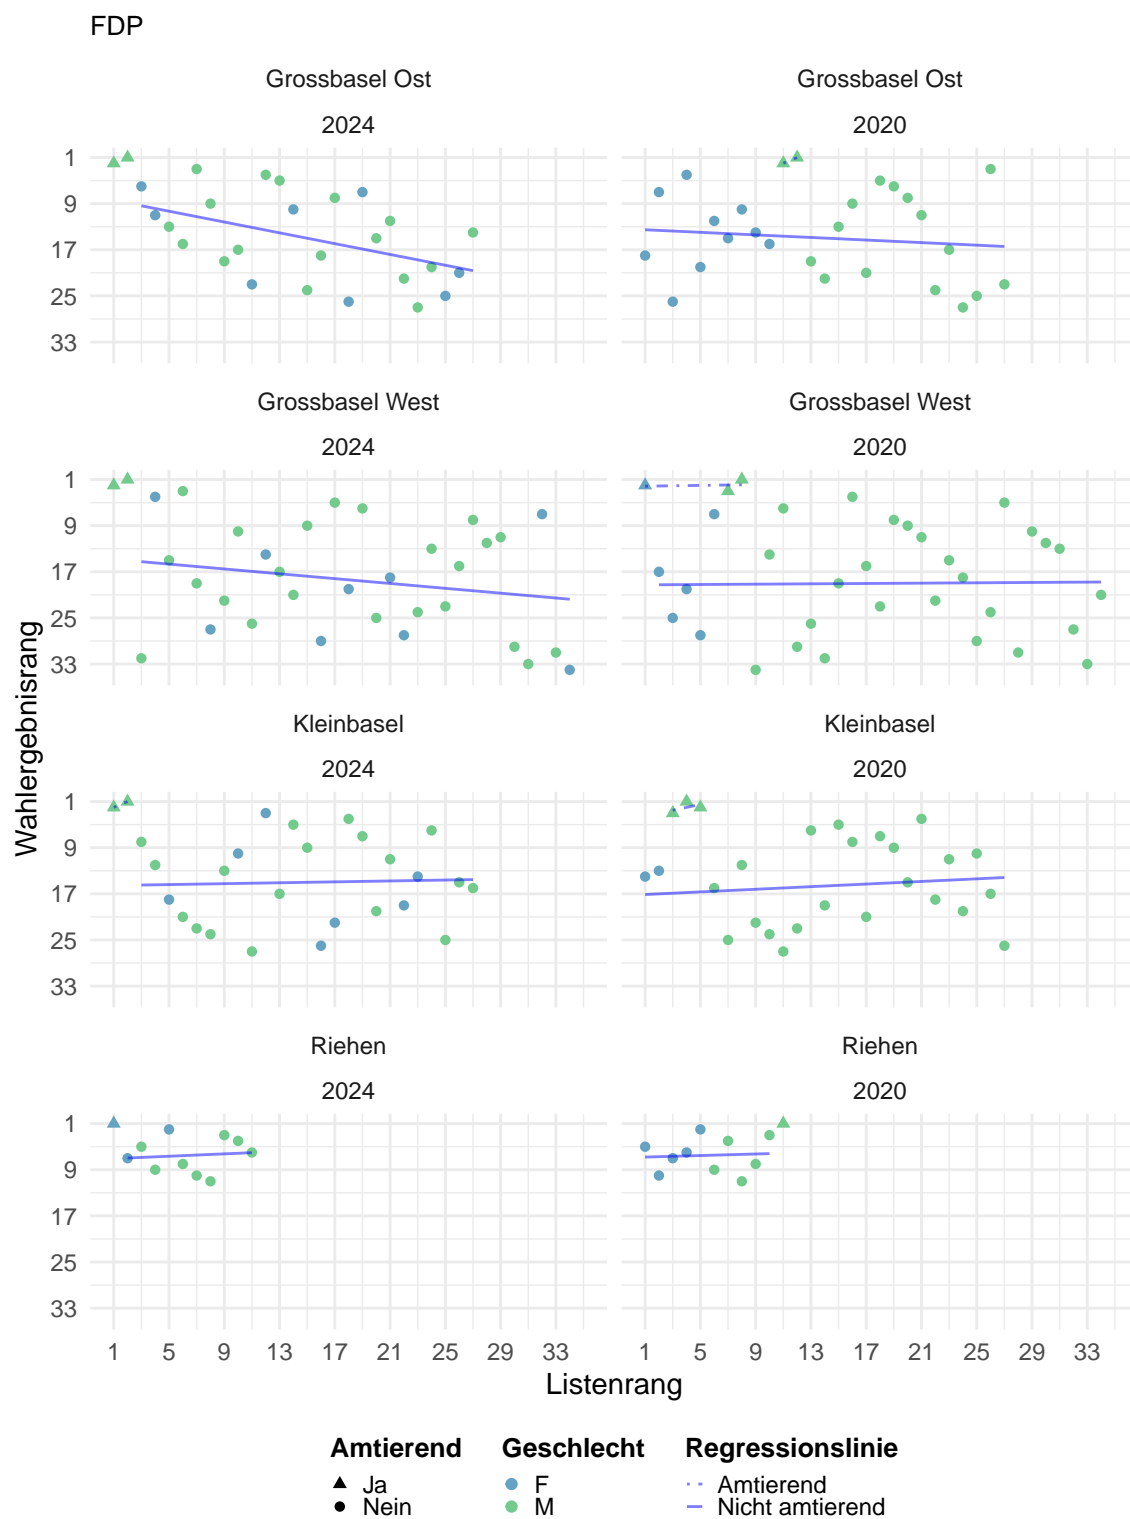 FDP
Grossbasel Ost Grossbasel Ost
2024 2020
1
9
17
25
33
Grossbasel West Grossbasel West
2024 2020
1
9
17
25
33
Kleinbasel Kleinbasel
2024 2020
1
9
17
25
33
Riehen Riehen
2024 2020
1
9
17
25
33
Wahlergebnisrang
1 5 9 13 17 21 25 29 33 1 5 9 13 17 21 25 29 33
Listenrang
Amtierend Geschlecht Regressionslinie
Ja F Amtierend
Nein M Nicht amtierend